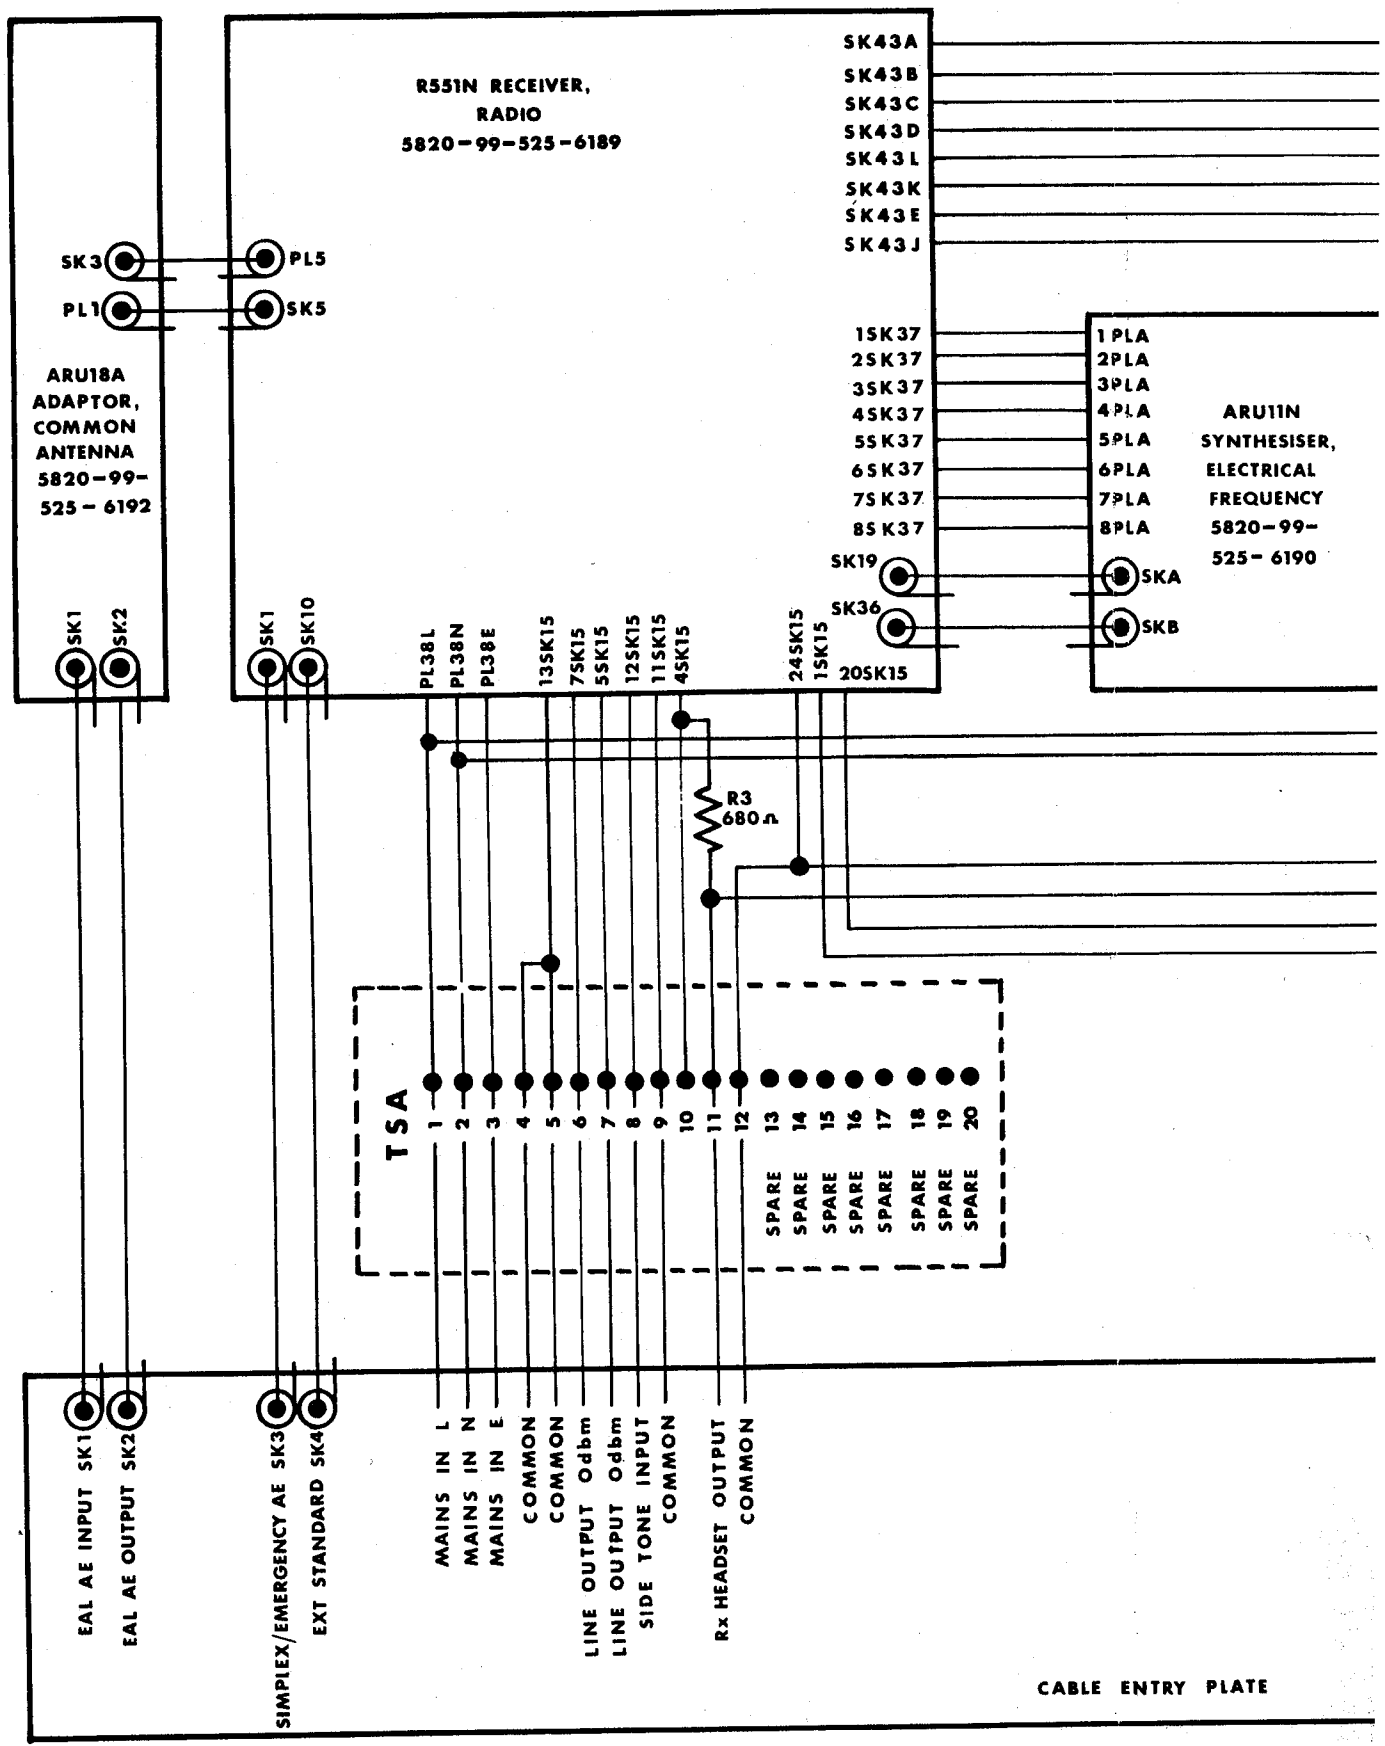 R551N RECEIVER,
RADIO
5820-99-525-6189
SK43A
SK43B
SK43C
SK43D
SK43L
SK43K
SK43E
SK43J
SK3
PL5
PL1
SK5
ARU18A
ADAPTOR,
COMMON
ANTENNA
5820-99-
525-6192
SK1
SK2
1SK37
2SK37
3SK37
4SK37
5SK37
6SK37
7SK37
8SK37
SK19
SK36
1PLA
2PLA
3PLA
4PLA
5PLA
6PLA
7PLA
8PLA
SKA
SKB
ARU11N
SYNTHESISER,
ELECTRICAL
FREQUENCY
5820-99-
525-6190
SK1
SK10
PL38L
PL38N
PL38E
13SK15
7SK15
5SK15
12SK15
11SK15
4SK15
24SK15
1SK15
20SK15
R3
680Ω
TSA
1
2
3
4
5
6
7
8
9
10
11
12
13
14
15
16
17
18
19
20
SPARE
SPARE
SPARE
SPARE
SPARE
SPARE
SPARE
SPARE
EAL AE INPUT SK1
EAL AE OUTPUT SK2
SIMPLEX/EMERGENCY AE SK3
EXT STANDARD SK4
MAINS IN L
MAINS IN N
MAINS IN E
COMMON
COMMON
LINE OUTPUT Odbm
LINE OUTPUT Odbm
SIDE TONE INPUT
COMMON
Rx HEADSET OUTPUT
COMMON
CABLE ENTRY PLATE